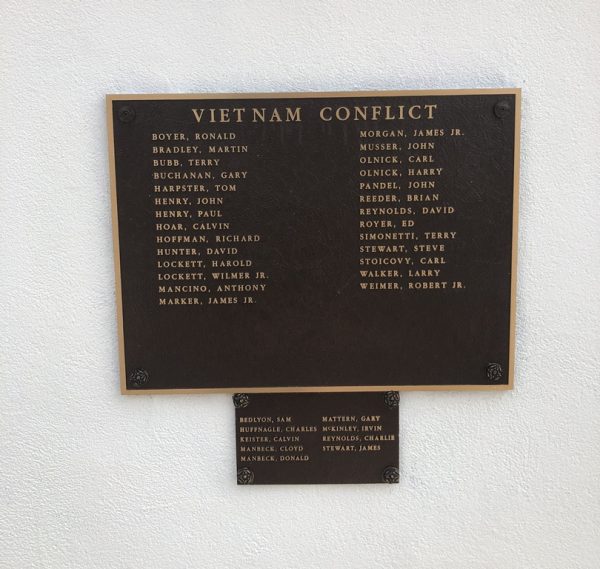 VIETNAM CONFLICT
BOYER, RONALD
BRADLEY, MARTIN
BUBB, TERRY
BUCHANAN, GARY
HARPSTER, TOM
HENRY, JOHN
HENRY, PAUL
HOAR, CALVIN
HOFFMAN, RICHARD
HUNTER, DAVID
LOCKETT, HAROLD
LOCKETT, WILMER JR.
MANCINO, ANTHONY
MARKER, JAMES JR.
MORGAN, JAMES JR.
MUSSER, JOHN
OLNICK, CARL
OLNICK, HARRY
PANDEL, JOHN
REEDER, BRIAN
REYNOLDS, DAVID
ROYER, ED
SIMONETTI, TERRY
STEWART, STEVE
STOICOVY, CARL
WALKER, LARRY
WEIMER, ROBERT JR.
BEDLYON, SAM
HUFFNAGLE, CHARLES
KEISTER, CALVIN
MANBECK, CLOYD
MANBECK, DONALD
MATTERN, GARY
McKINLEY, IRVIN
REYNOLDS, CHARLIE
STEWART, JAMES